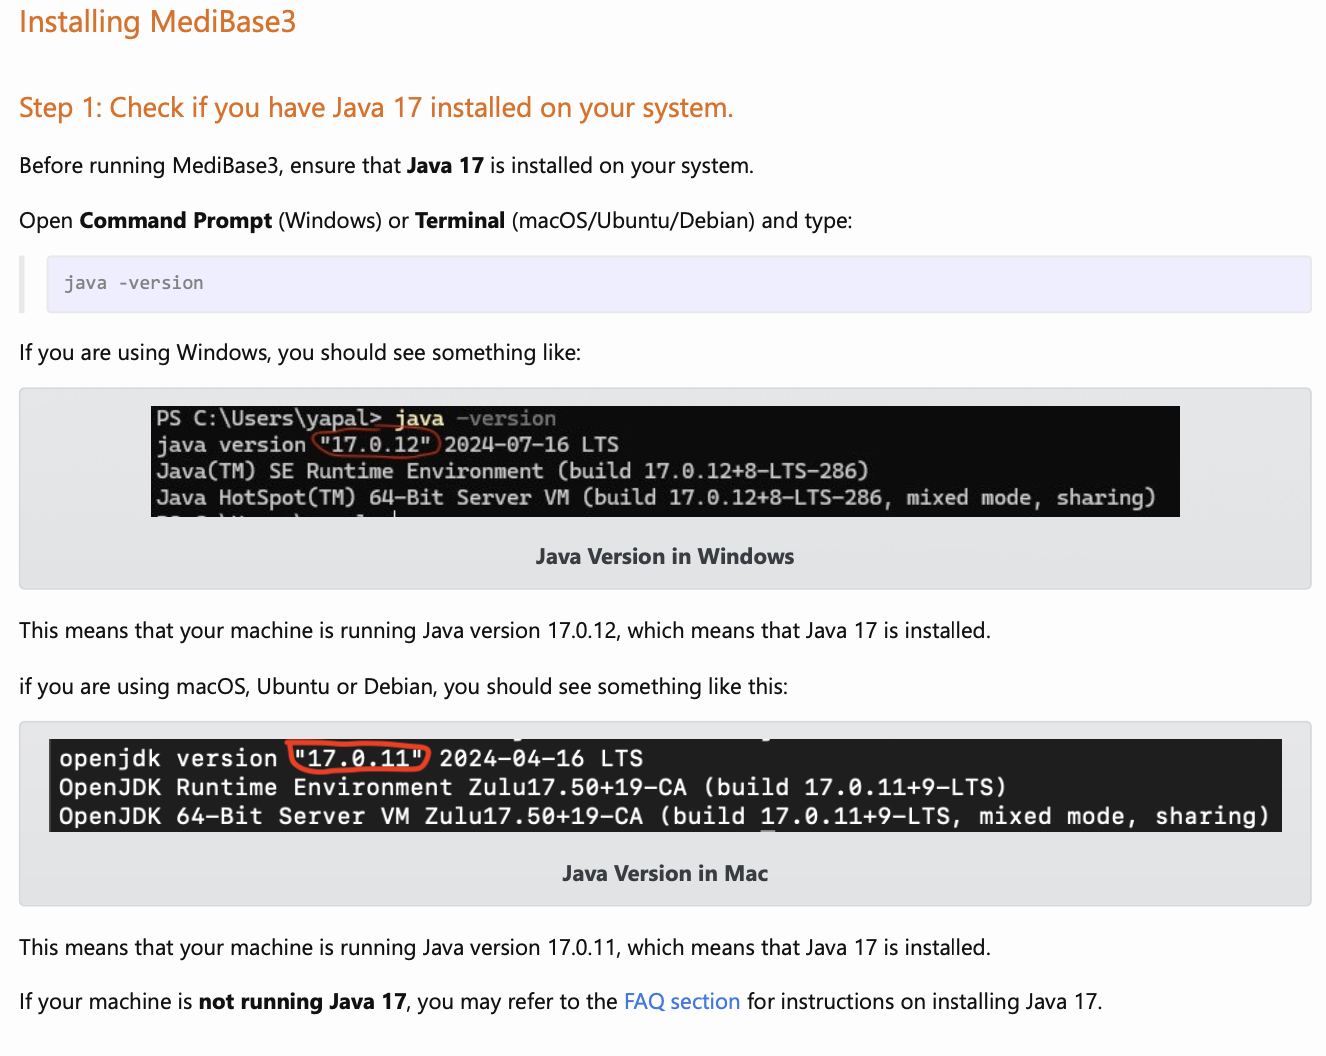 Installing MediBase3
Step 1: Check if you have Java 17 installed on your system.
Before running MediBase3, ensure that Java 17 is installed on your system.
Open Command Prompt (Windows) or Terminal (macOS/Ubuntu/Debian) and type:
java -version
If you are using Windows, you should see something like:
PS C:\Users\yapal> java -version
java version "17.0.12" 2024-07-16 LTS
Java(TM) SE Runtime Environment (build 17.0.12+8-LTS-286)
Java HotSpot(TM) 64-Bit Server VM (build 17.0.12+8-LTS-286, mixed mode, sharing)
Java Version in Windows
This means that your machine is running Java version 17.0.12, which means that Java 17 is installed.
if you are using macOS, Ubuntu or Debian, you should see something like this:
openjdk version "17.0.11" 2024-04-16 LTS
OpenJDK Runtime Environment Zulu17.50+19-CA (build 17.0.11+9-LTS)
OpenJDK 64-Bit Server VM Zulu17.50+19-CA (build 17.0.11+9-LTS, mixed mode, sharing)
Java Version in Mac
This means that your machine is running Java version 17.0.11, which means that Java 17 is installed.
If your machine is not running Java 17, you may refer to the FAQ section for instructions on installing Java 17.